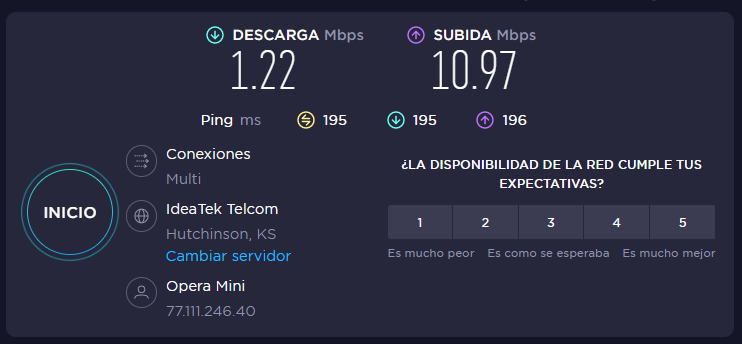 DESCARGA Mbps
1.22
SUBIDA Mbps
10.97
Ping ms 195 195 196
INICIO
Conexiones
Multi
IdeaTek Telcom
Hutchinson, KS
Cambiar servidor
Opera Mini
77.111.246.40
¿LA DISPONIBILIDAD DE LA RED CUMPLE TUS
EXPECTATIVAS?
1 2 3 4 5
Es mucho peor Es como se esperaba Es mucho mejor